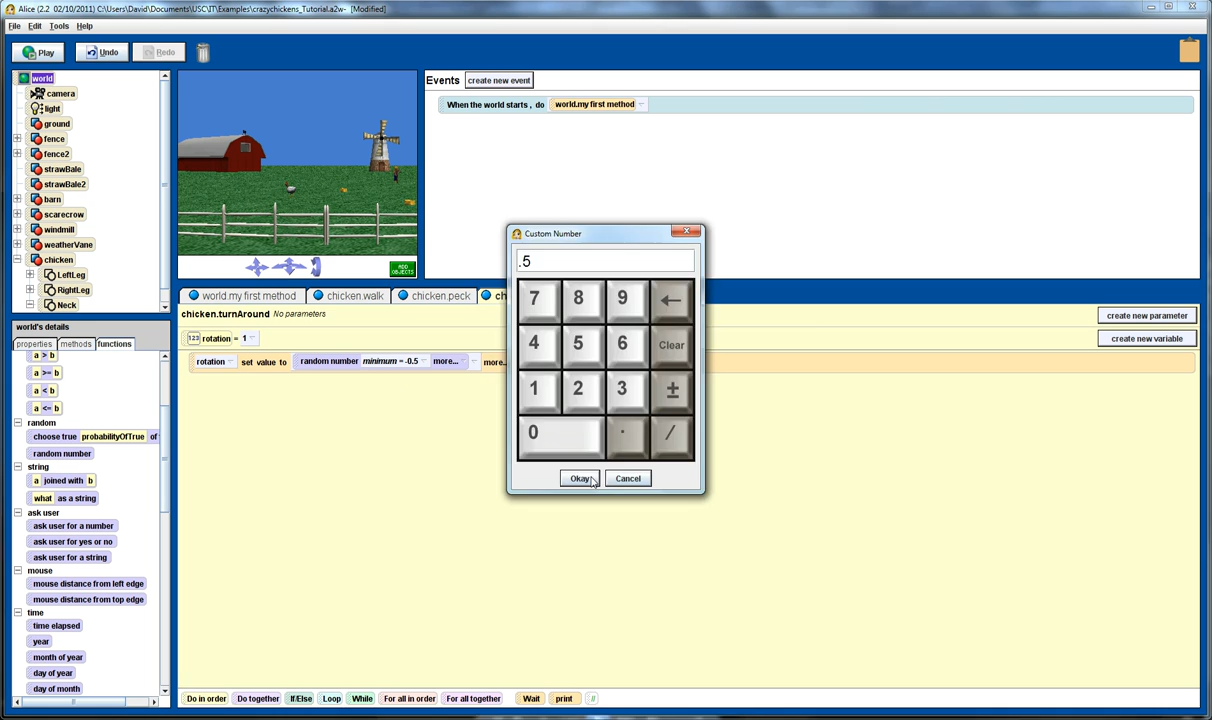 Alice (2.2 02/10/2011) C:\Users\David\Documents\USC\IT\Examples\crazychickens_Tutorial.a2w- [Modified]
File Edit Tools Help
Play Undo Redo
world
camera
light
ground
fence
fence2
strawBale
strawBale2
barn
scarecrow
windmill
weatherVane
chicken
LeftLeg
RightLeg
Neck
ADD OBJECTS
Events create new event
When the world starts, do world.my first method
world's details
properties methods functions
a > b
a >= b
a < b
a <= b
random
choose true probabilityOfTrue of
random number
string
a joined with b
what as a string
ask user
ask user for a number
ask user for yes or no
ask user for a string
mouse
mouse distance from left edge
mouse distance from top edge
time
time elapsed
year
month of year
day of year
day of month
world.my first method chicken.walk chicken.peck ch
chicken.turnAround No parameters
create new parameter
123 rotation = 1
create new variable
rotation set value to random number minimum = -0.5 more... more...
Custom Number
.5
7 8 9 ←
4 5 6 Clear
1 2 3 ±
0 . /
Okay Cancel
Do in order Do together If/Else Loop While For all in order For all together Wait print //